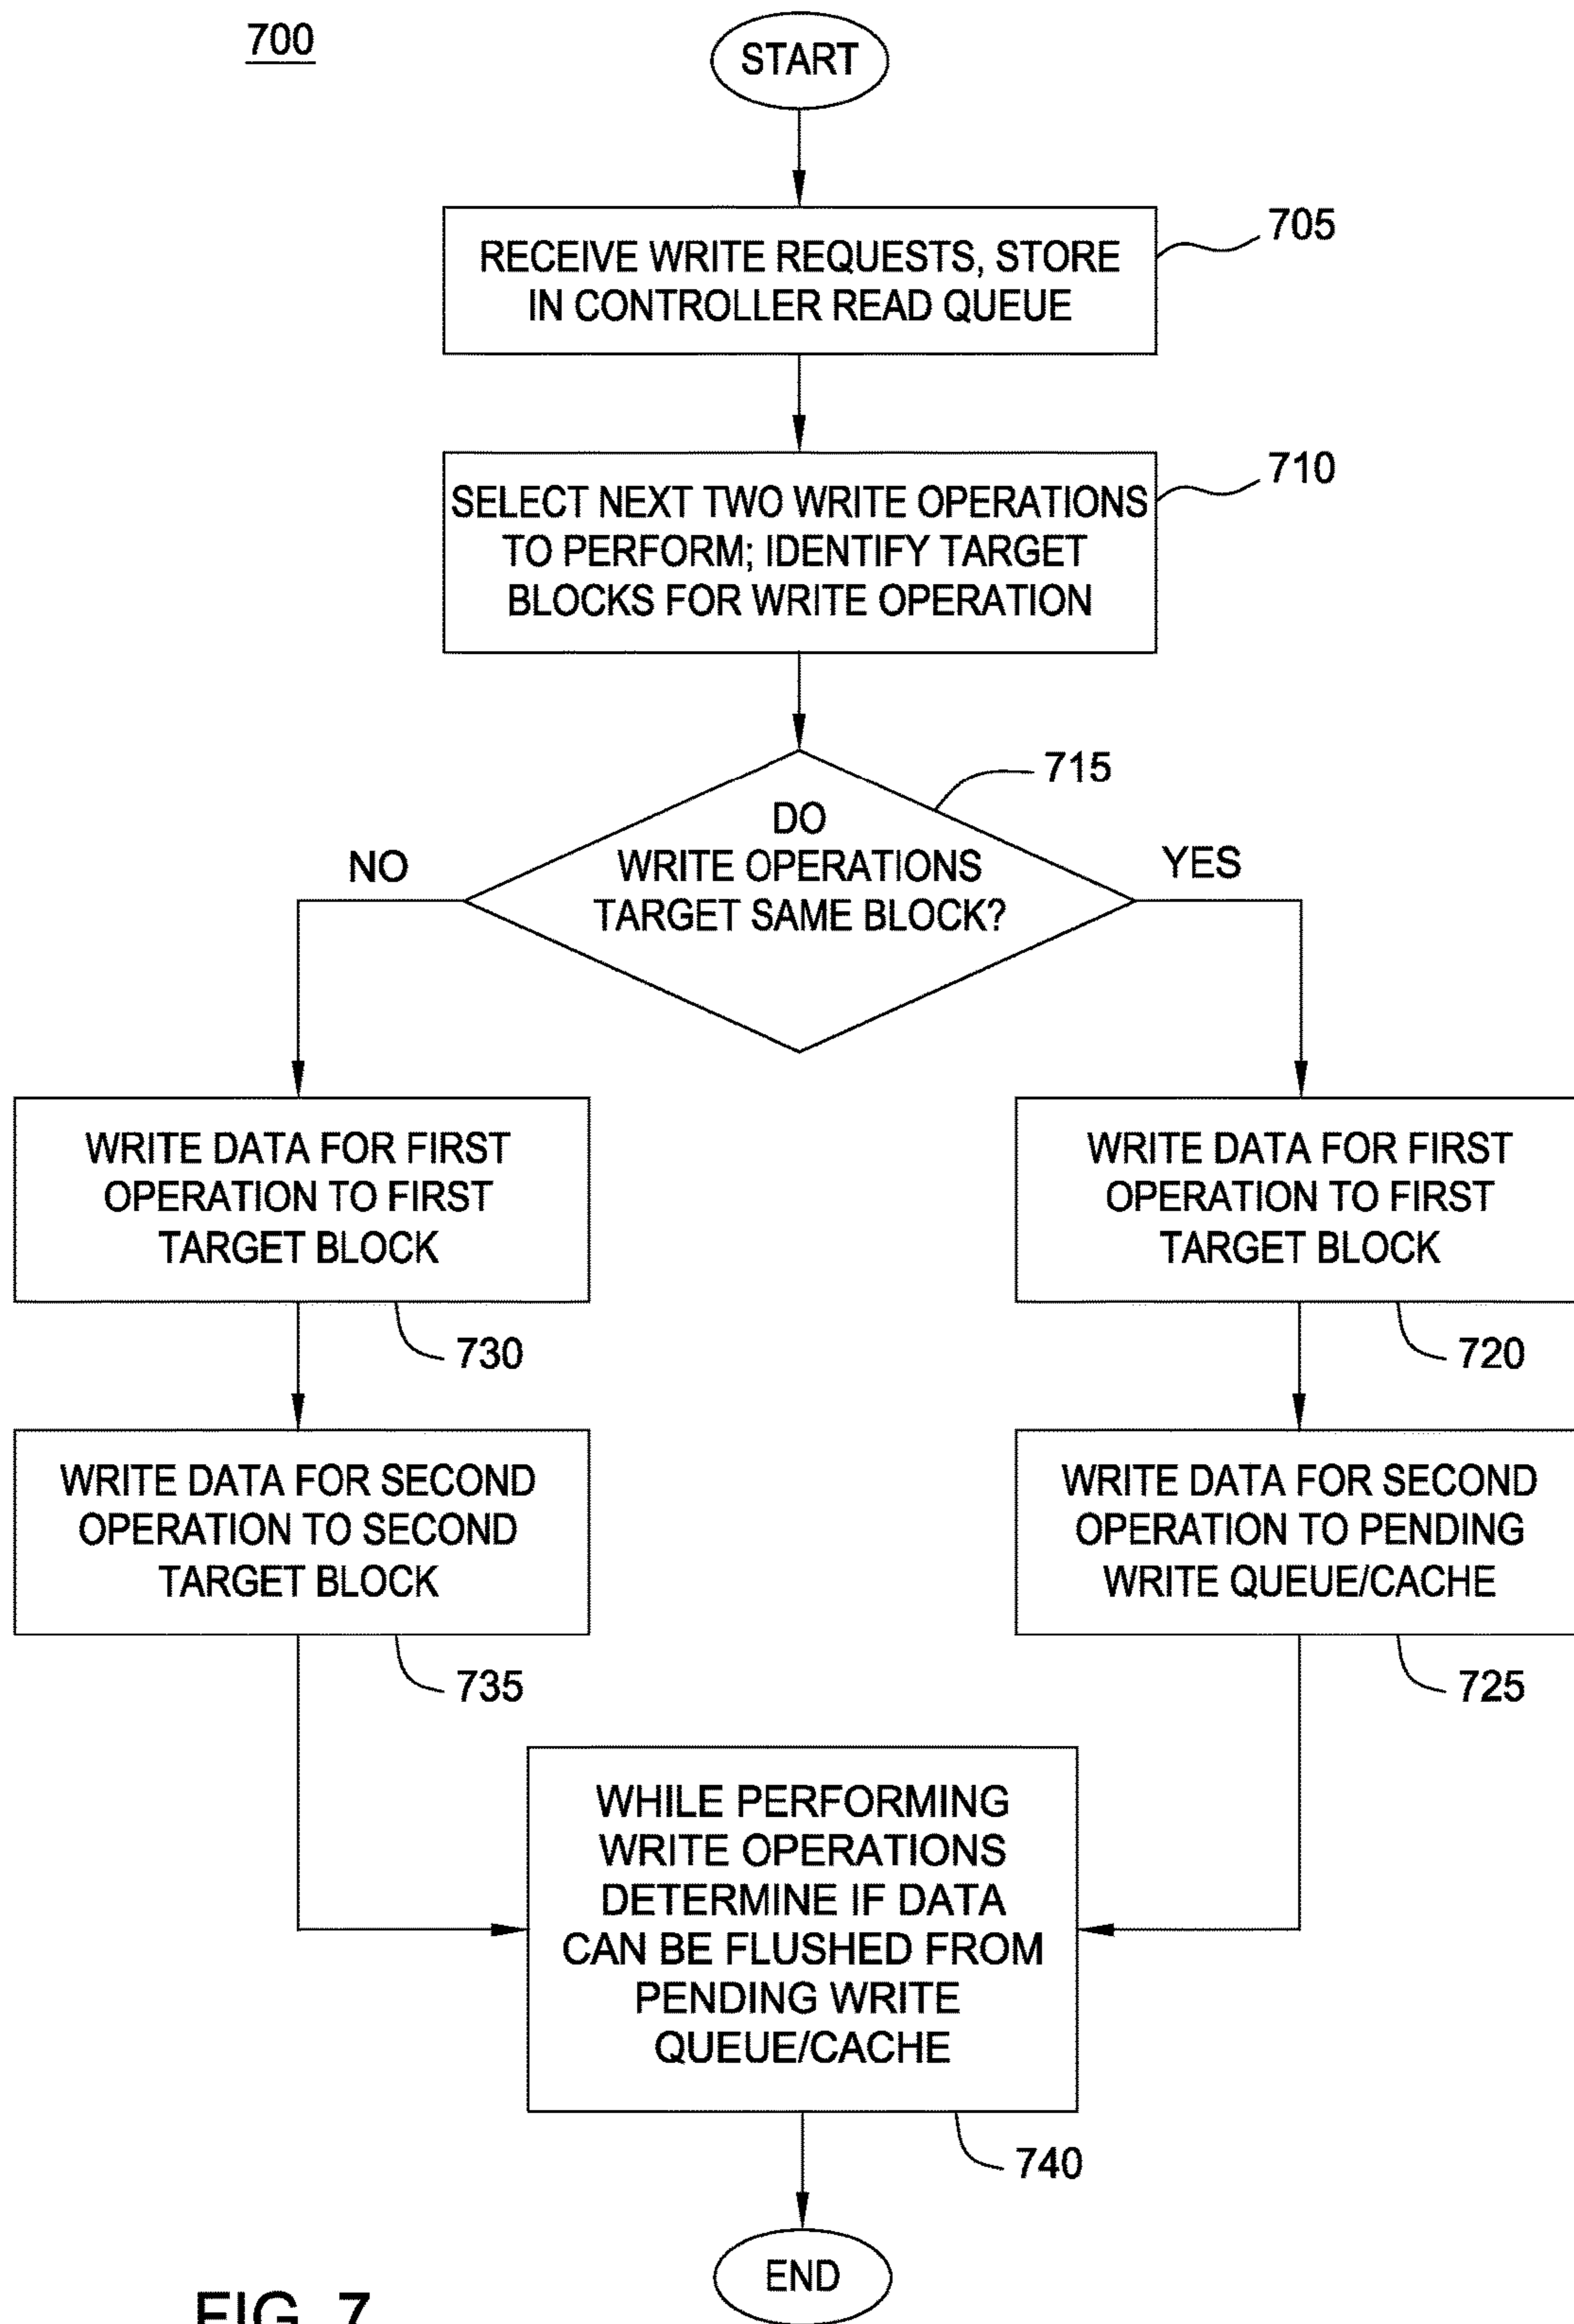 700
START
RECEIVE WRITE REQUESTS, STORE
IN CONTROLLER READ QUEUE
705
SELECT NEXT TWO WRITE OPERATIONS
TO PERFORM; IDENTIFY TARGET
BLOCKS FOR WRITE OPERATION
710
DO
WRITE OPERATIONS
TARGET SAME BLOCK?
715
NO
YES
WRITE DATA FOR FIRST
OPERATION TO FIRST
TARGET BLOCK
730
WRITE DATA FOR FIRST
OPERATION TO FIRST
TARGET BLOCK
720
WRITE DATA FOR SECOND
OPERATION TO SECOND
TARGET BLOCK
735
WRITE DATA FOR SECOND
OPERATION TO PENDING
WRITE QUEUE/CACHE
725
WHILE PERFORMING
WRITE OPERATIONS
DETERMINE IF DATA
CAN BE FLUSHED FROM
PENDING WRITE
QUEUE/CACHE
740
END
FIG. 7